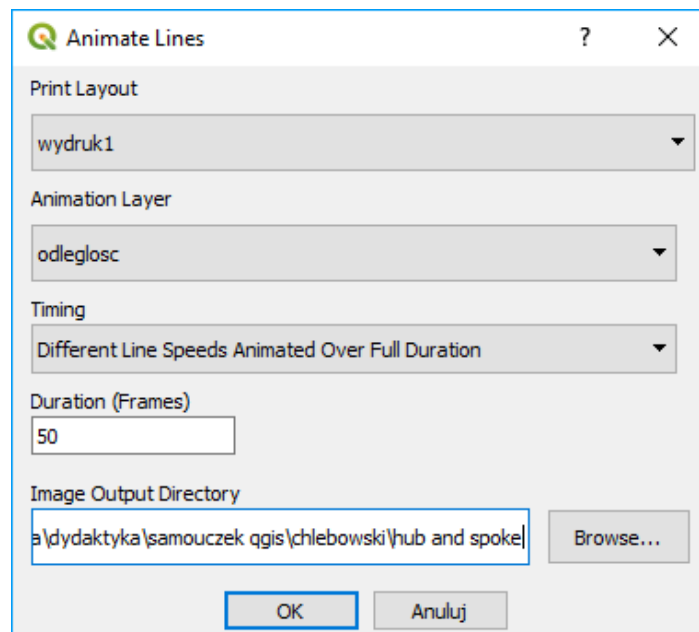 Animate Lines
Print Layout
wydruk1
Animation Layer
odleglosc
Timing
Different Line Speeds Animated Over Full Duration
Duration (Frames)
50
Image Output Directory
a\dydaktyka\samouczek qgis\chlebowski\hub and spoke
Browse...
OK
Anuluj